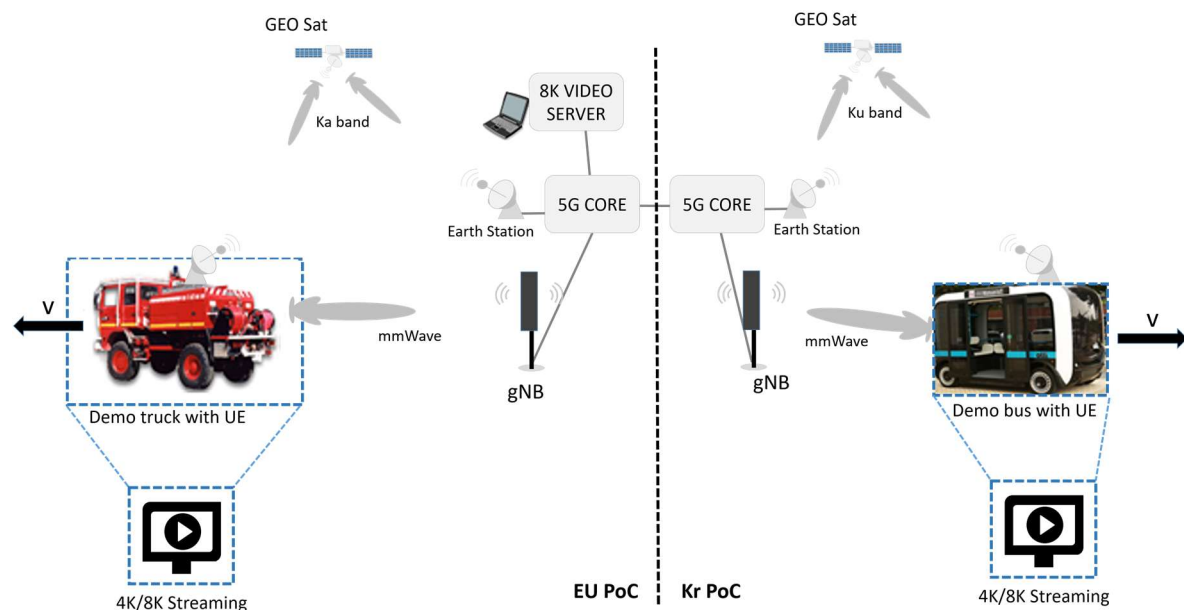 GEO Sat
GEO Sat
8K VIDEO
SERVER
Ka band
Ku band
5G CORE
5G CORE
Earth Station
Earth Station
V
V
mmWave
mmWave
gNB
gNB
Demo truck with UE
Demo bus with UE
EU PoC
Kr PoC
4K/8K Streaming
4K/8K Streaming